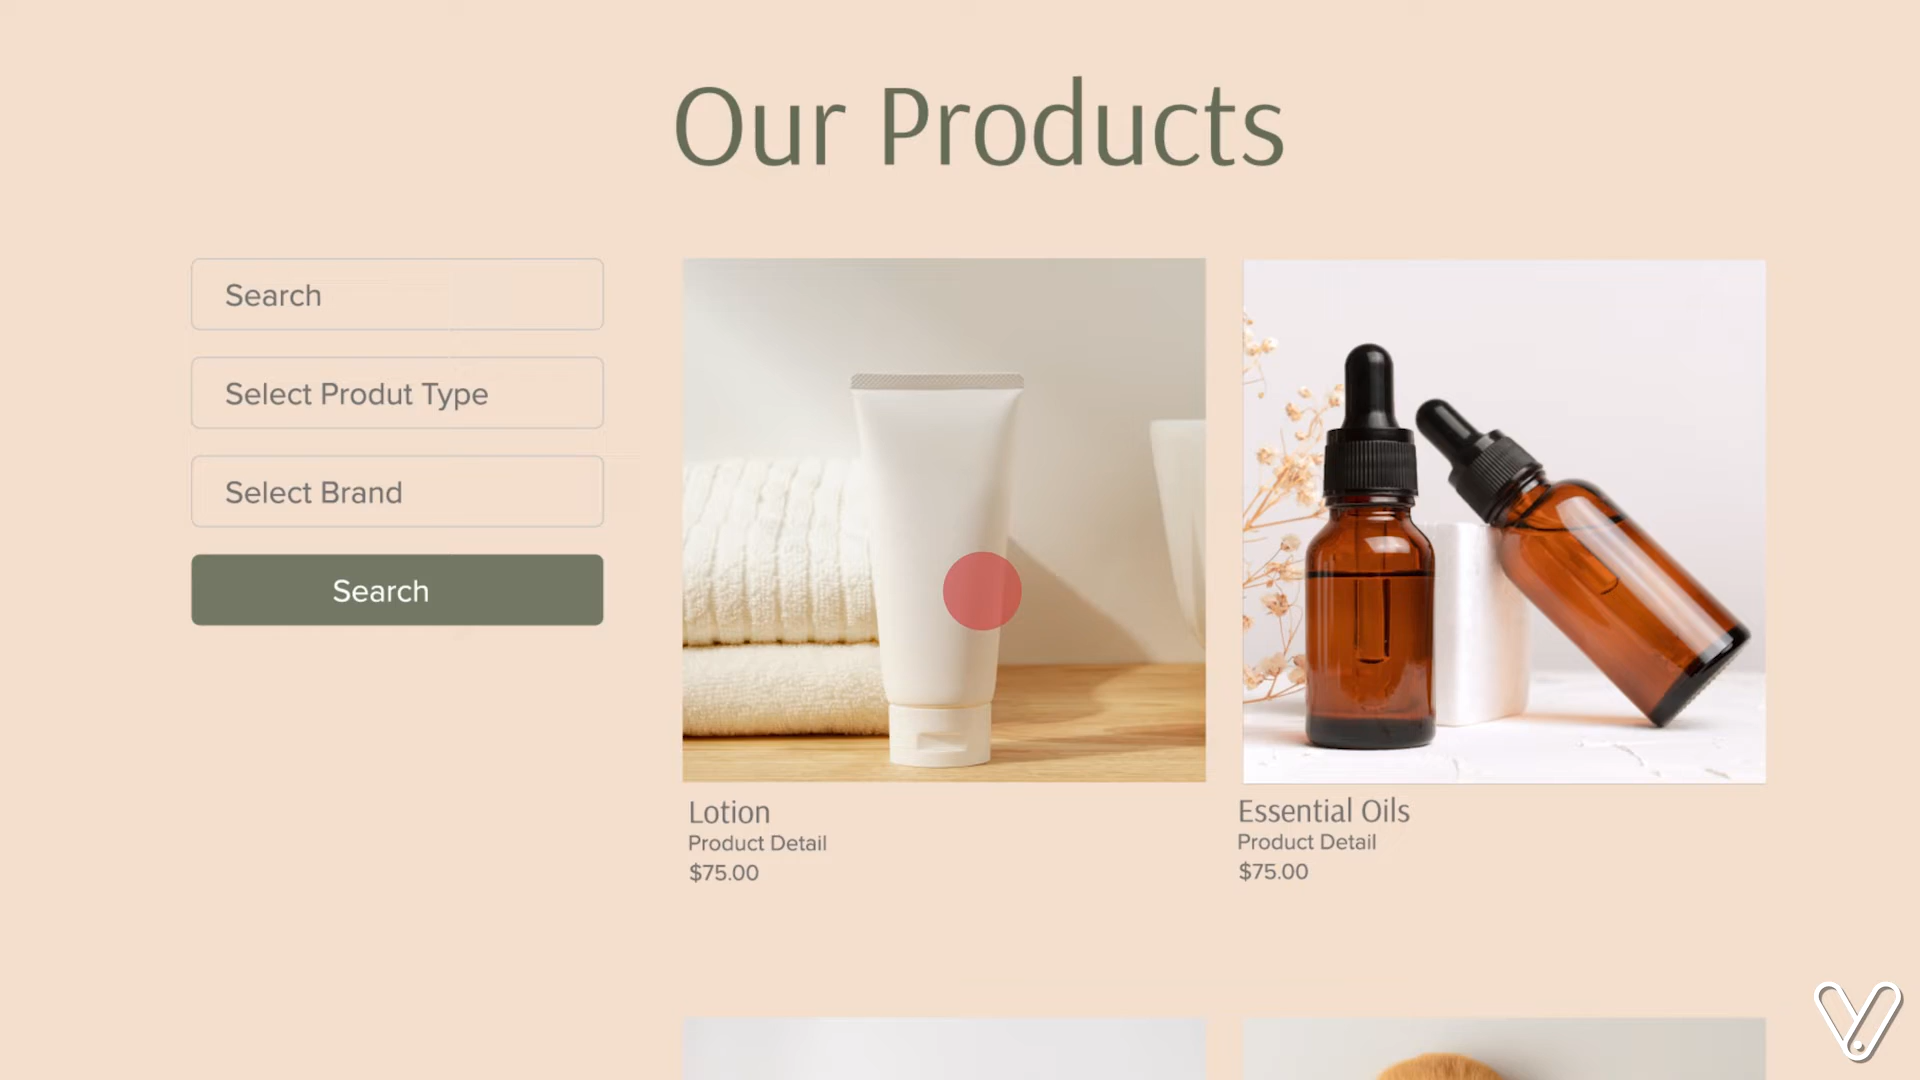 Our Products
Search
Select Produt Type
Select Brand
Search
Lotion
Product Detail
$75.00
Essential Oils
Product Detail
$75.00